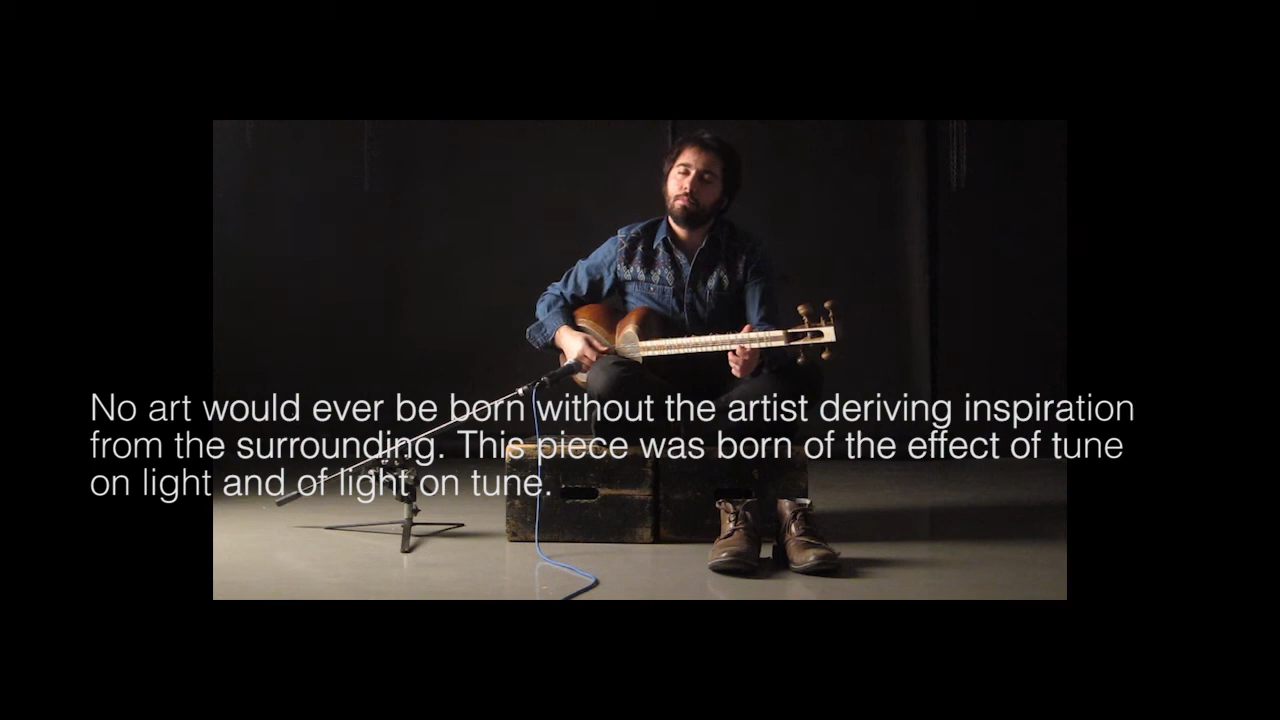 No art would ever be born without the artist deriving inspiration
from the surrounding. This piece was born of the effect of tune
on light and of light on tune.